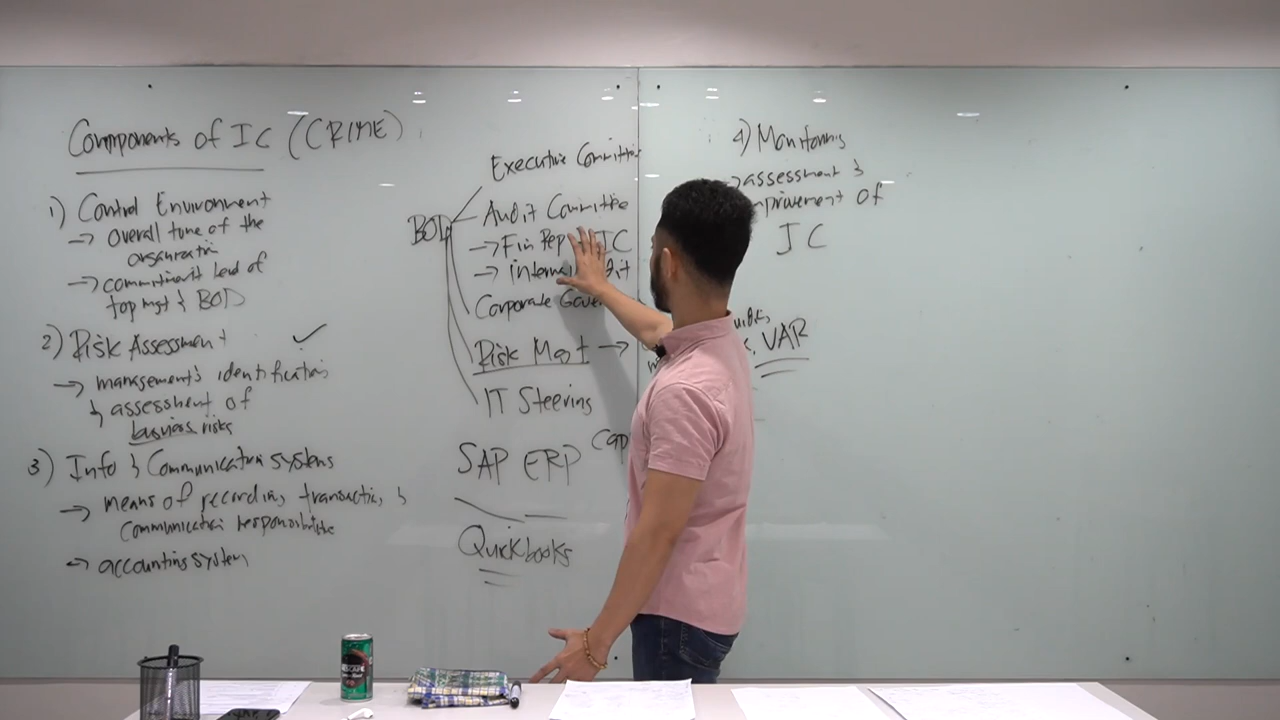 Components of IC (CRIME)
1) Control Environment
→ overall tone of the
organization
→ commitment level of
top mgt & BOD
2) Risk Assessment ✓
→ management's identification
& assessment of
business risks
3) Info & Communication systems
→ means of recording transactions &
communication responsibilities
→ accounting system
BOD
Executive Committee
Audit Committee
→ Fin Rep IC
→ internal
Corporate
Risk Mgt →
IT Steering
SAP ERP
Quickbooks
4) Monitoring
→ assessment &
improvement of
IC
VAR